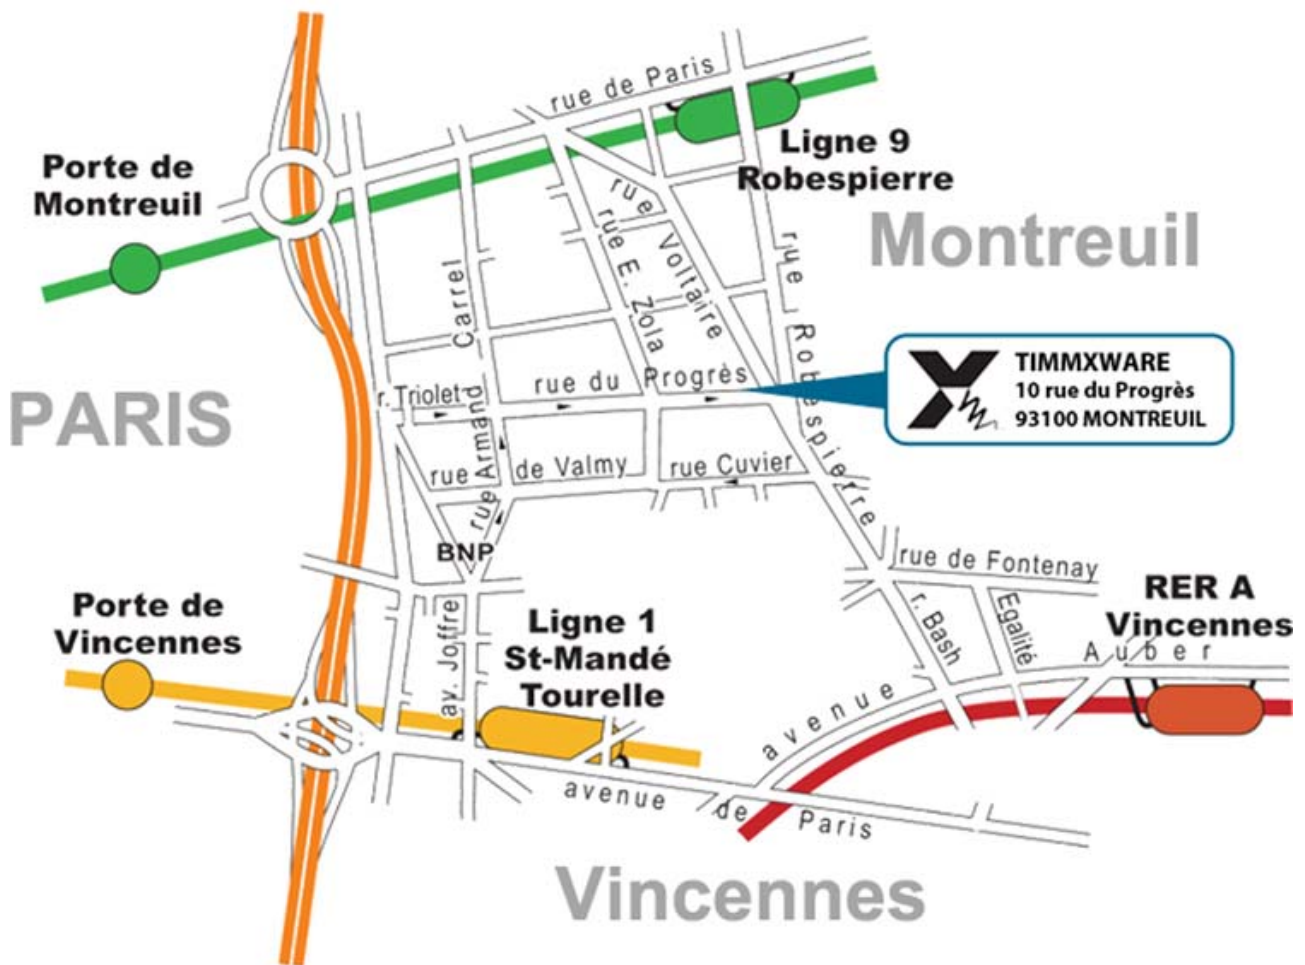 rue de Paris
Porte de
Montreuil
Ligne 9
Robespierre
Montreuil
rue Voltaire
rue E. Zola
rue Robespierre
rue Armand Carrel
PARIS
r. Triolet
rue du Progrès
TIMMXWARE
10 rue du Progrès
93100 MONTREUIL
rue de Valmy
rue Cuvier
BNP
rue de Fontenay
Porte de
Vincennes
av. Joffre
Ligne 1
St-Mandé
Tourelle
r. Bash
Egalité
RER A
Vincennes
avenue Auber
avenue de Paris
Vincennes